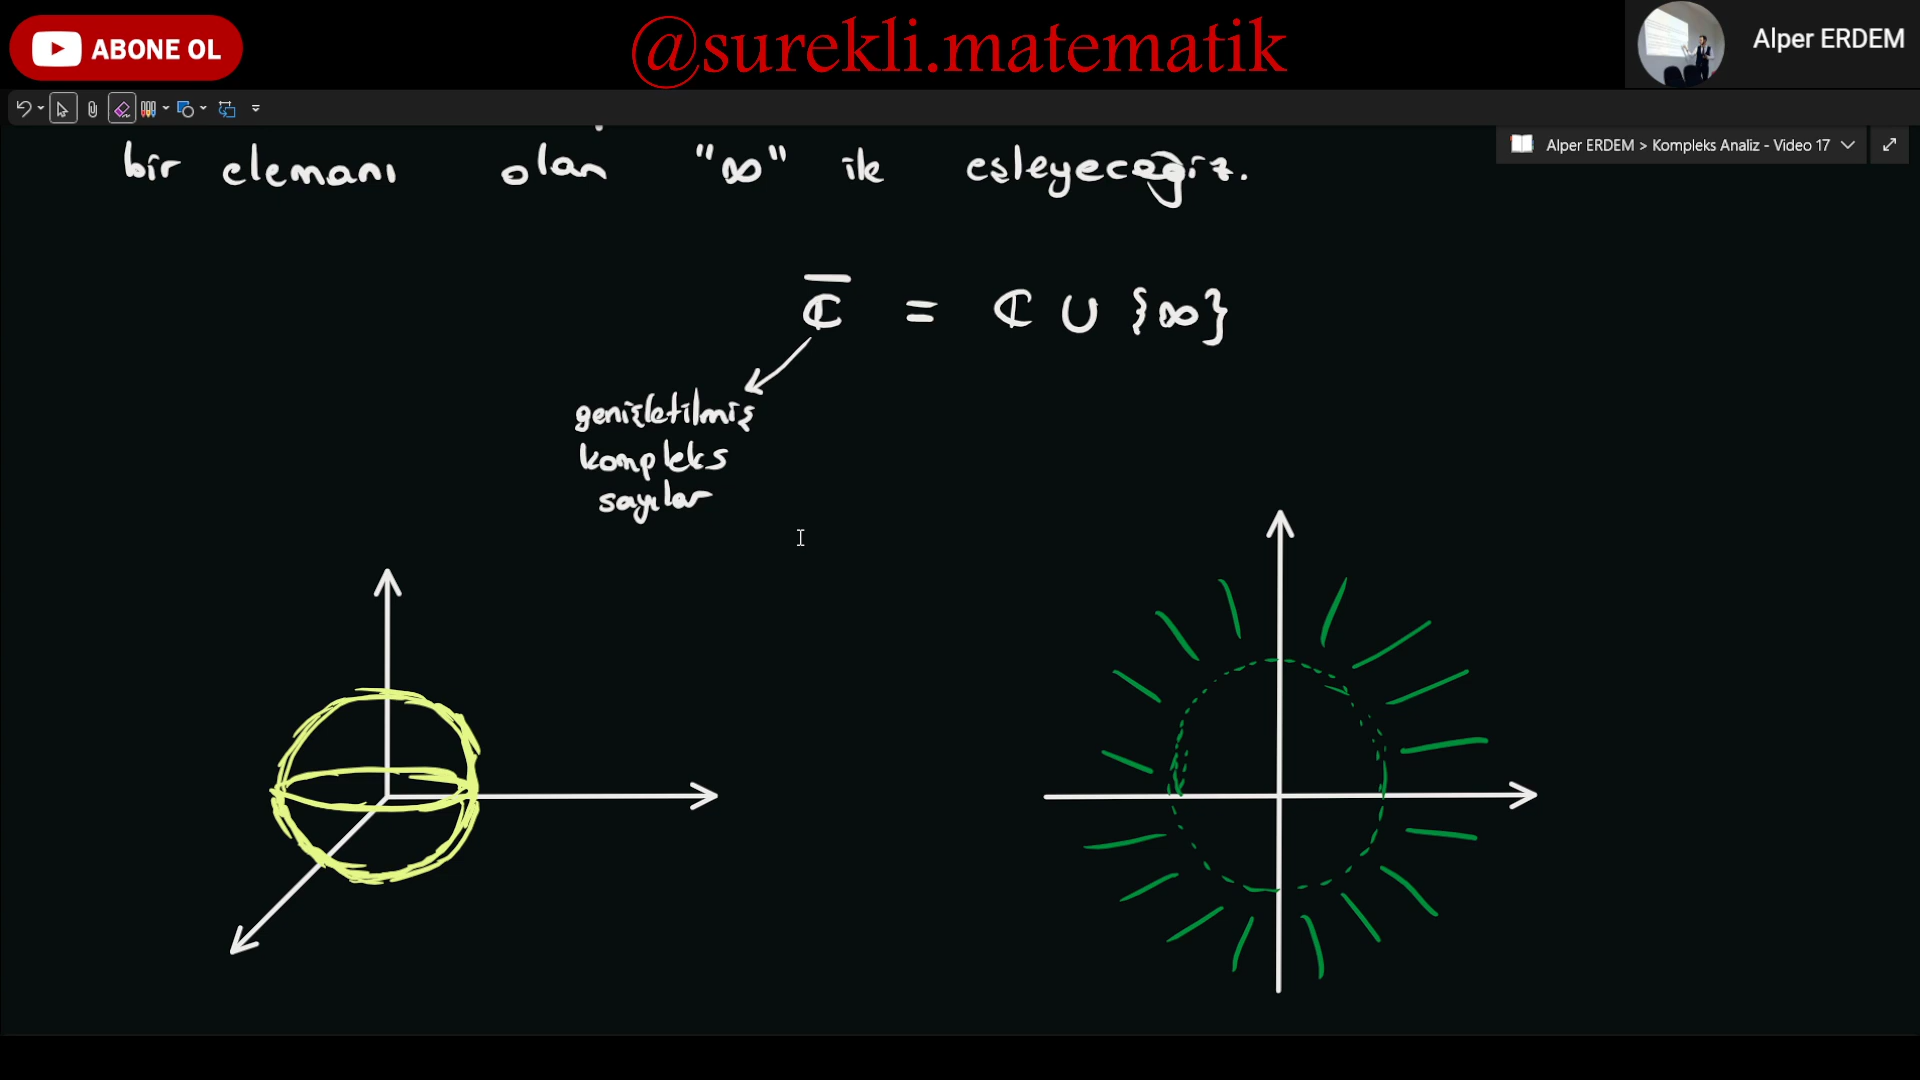 ABONE OL
@surekli.matematik
Alper ERDEM
Alper ERDEM > Kompleks Analiz - Video 17
bir elemanı olan "∞" ile eşleyeceğiz.
ℂ̅ = ℂ ∪ {∞}
genişletilmiş
kompleks
sayılar